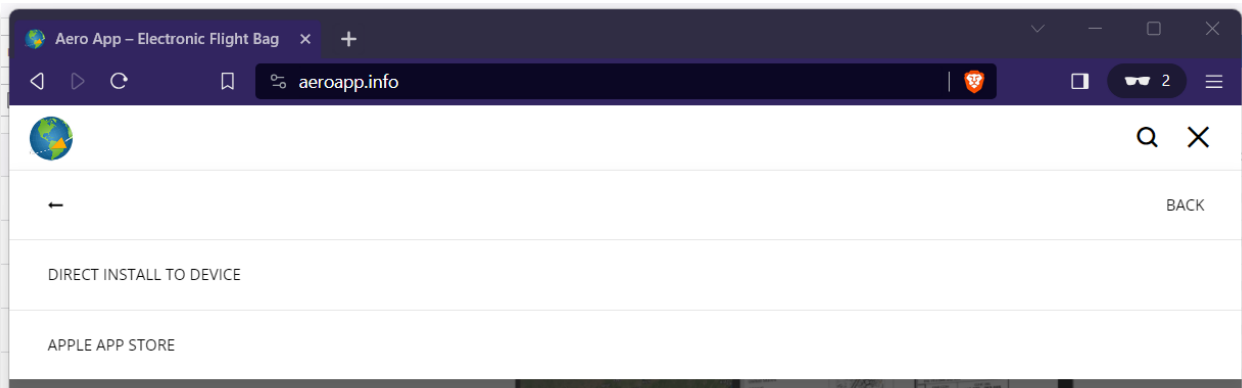 Aero App – Electronic Flight Bag
aeroapp.info
2
BACK
DIRECT INSTALL TO DEVICE
APPLE APP STORE